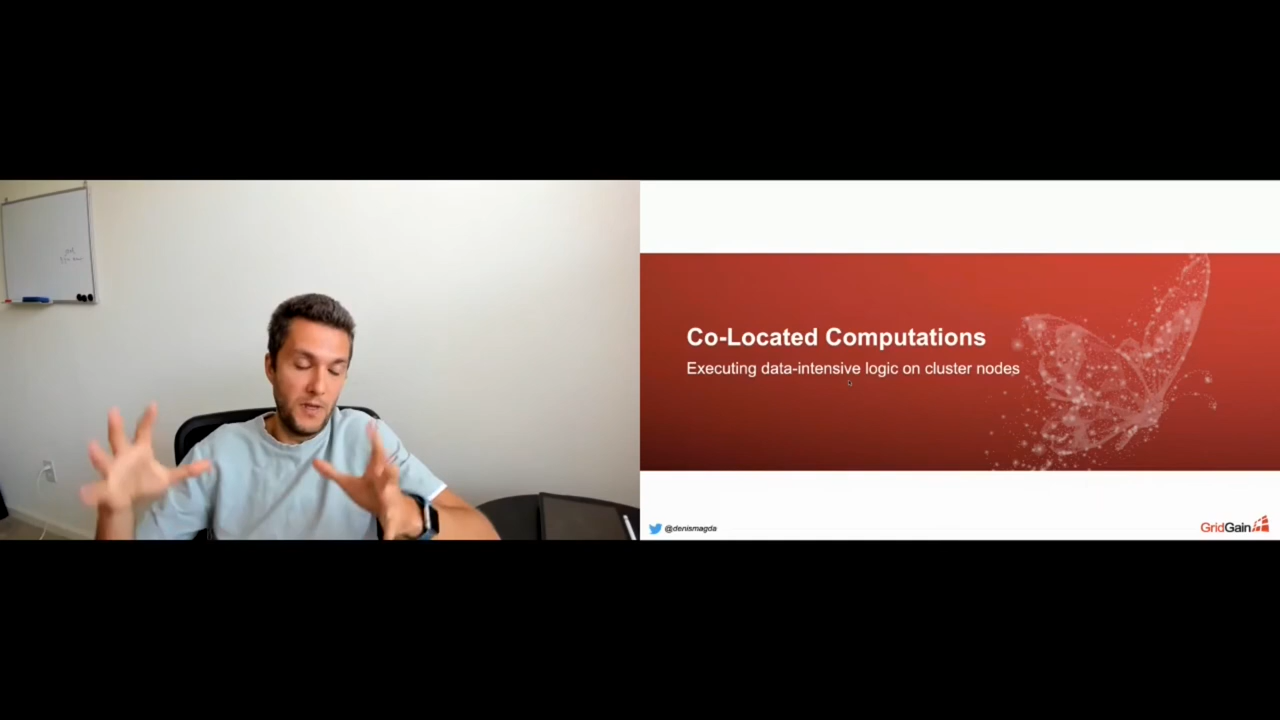 Co-Located Computations
Executing data-intensive logic on cluster nodes
@denismagda
GridGain